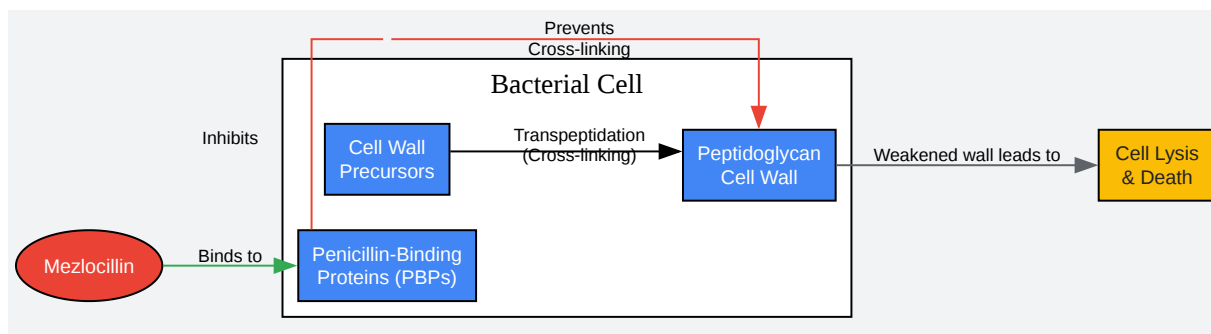 Prevents
Cross-linking
Bacterial Cell
Inhibits
Cell Wall
Precursors
Transpeptidation
(Cross-linking)
Peptidoglycan
Cell Wall
Weakened wall leads to
Cell Lysis
& Death
Mezlocillin
Binds to
Penicillin-Binding
Proteins (PBPs)